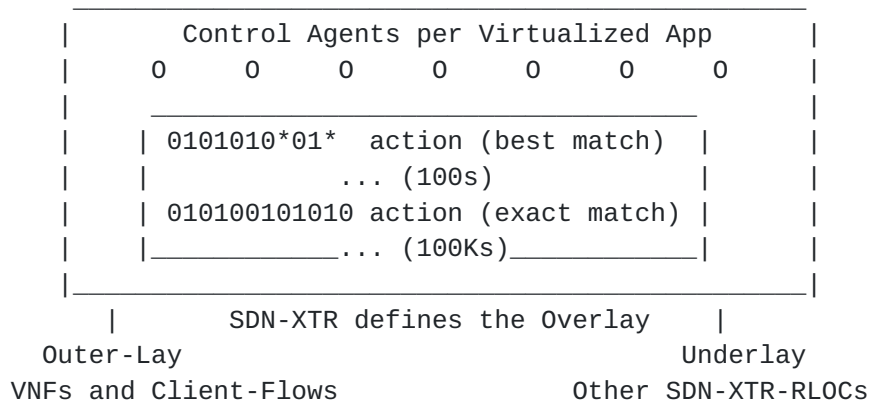 Control Agents per Virtualized App
O O O O O O O
0101010*01* action (best match)
... (100s)
010100101010 action (exact match)
... (100Ks)
SDN-XTR defines the Overlay
Outer-Lay Underlay
VNFs and Client-Flows Other SDN-XTR-RLOCs